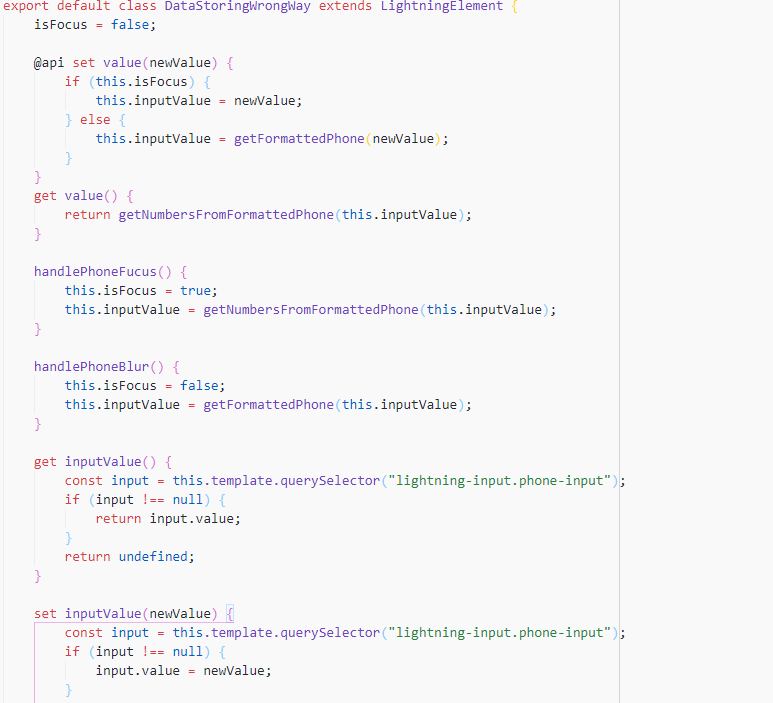 export default class DataStoringWrongWay extends LightningElement {
    isFocus = false;

    @api set value(newValue) {
        if (this.isFocus) {
            this.inputValue = newValue;
        } else {
            this.inputValue = getFormattedPhone(newValue);
        }
    }
    get value() {
        return getNumbersFromFormattedPhone(this.inputValue);
    }

    handlePhoneFucus() {
        this.isFocus = true;
        this.inputValue = getNumbersFromFormattedPhone(this.inputValue);
    }

    handlePhoneBlur() {
        this.isFocus = false;
        this.inputValue = getFormattedPhone(this.inputValue);
    }

    get inputValue() {
        const input = this.template.querySelector("lightning-input.phone-input");
        if (input !== null) {
            return input.value;
        }
        return undefined;
    }

    set inputValue(newValue) {
        const input = this.template.querySelector("lightning-input.phone-input");
        if (input !== null) {
            input.value = newValue;
        }